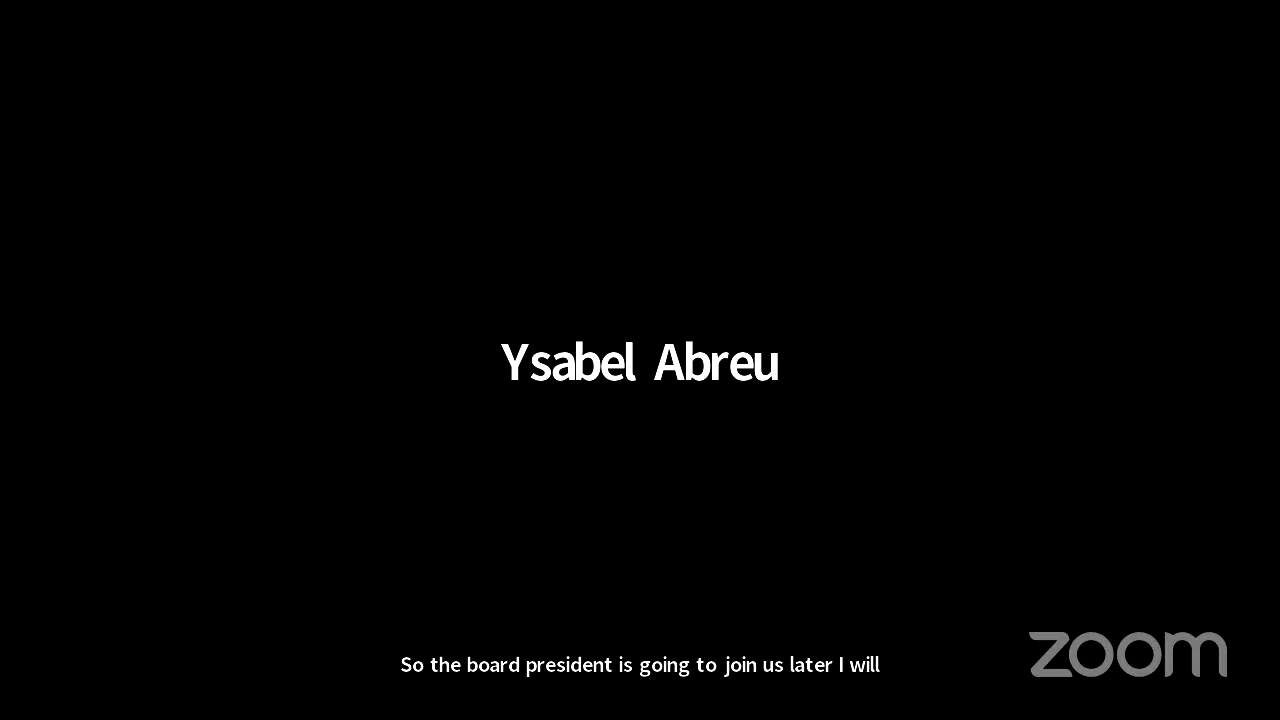 Ysabel Abreu
So the board president is going to join us later I will
zoom